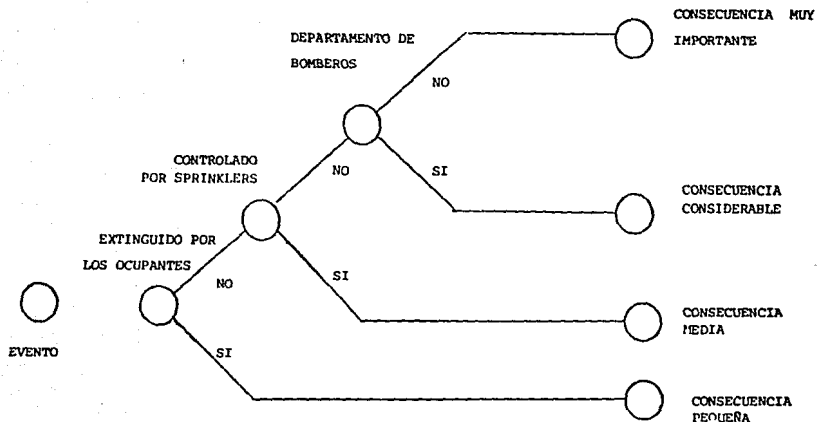 CONSECUENCIA MUY
IMPORTANTE
DEPARTAMENTO DE
BOMBEROS
NO
CONTROLADO
POR SPRINKLERS
NO
SI
CONSECUENCIA
CONSIDERABLE
EXTINGUIDO POR
LOS OCUPANTES
NO
SI
CONSECUENCIA
MEDIA
EVENTO
SI
CONSECUENCIA
PEQUEÑA